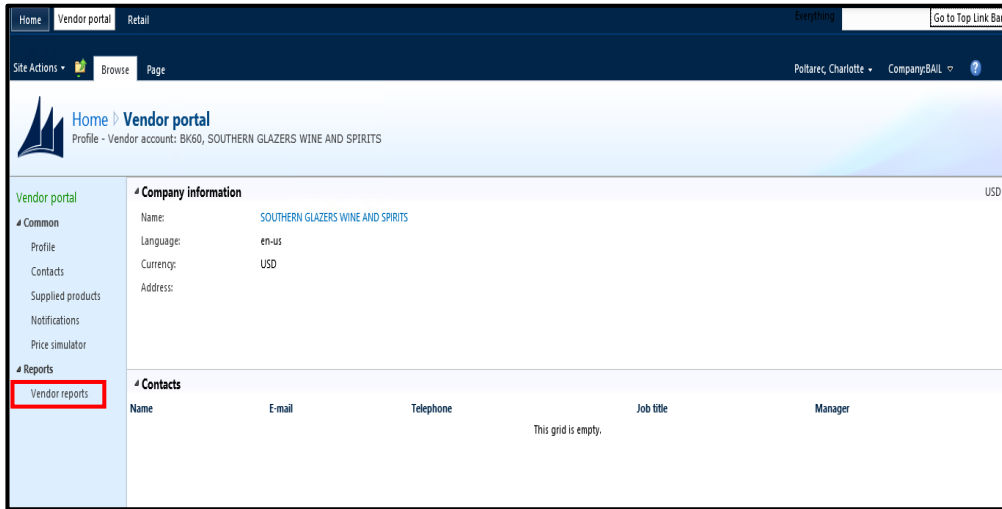 Home Vendor portal Retail Everything Go to Top Link Bar
Site Actions Browse Page Poltarec, Charlotte Company:BAIL ?
Home Vendor portal
Profile - Vendor account: BK60, SOUTHERN GLAZERS WINE AND SPIRITS
Vendor portal
Common
Profile
Contacts
Supplied products
Notifications
Price simulator
Reports
Vendor reports
Company information USD
Name: SOUTHERN GLAZERS WINE AND SPIRITS
Language: en-us
Currency: USD
Address:
Contacts
Name E-mail Telephone Job title Manager
This grid is empty.